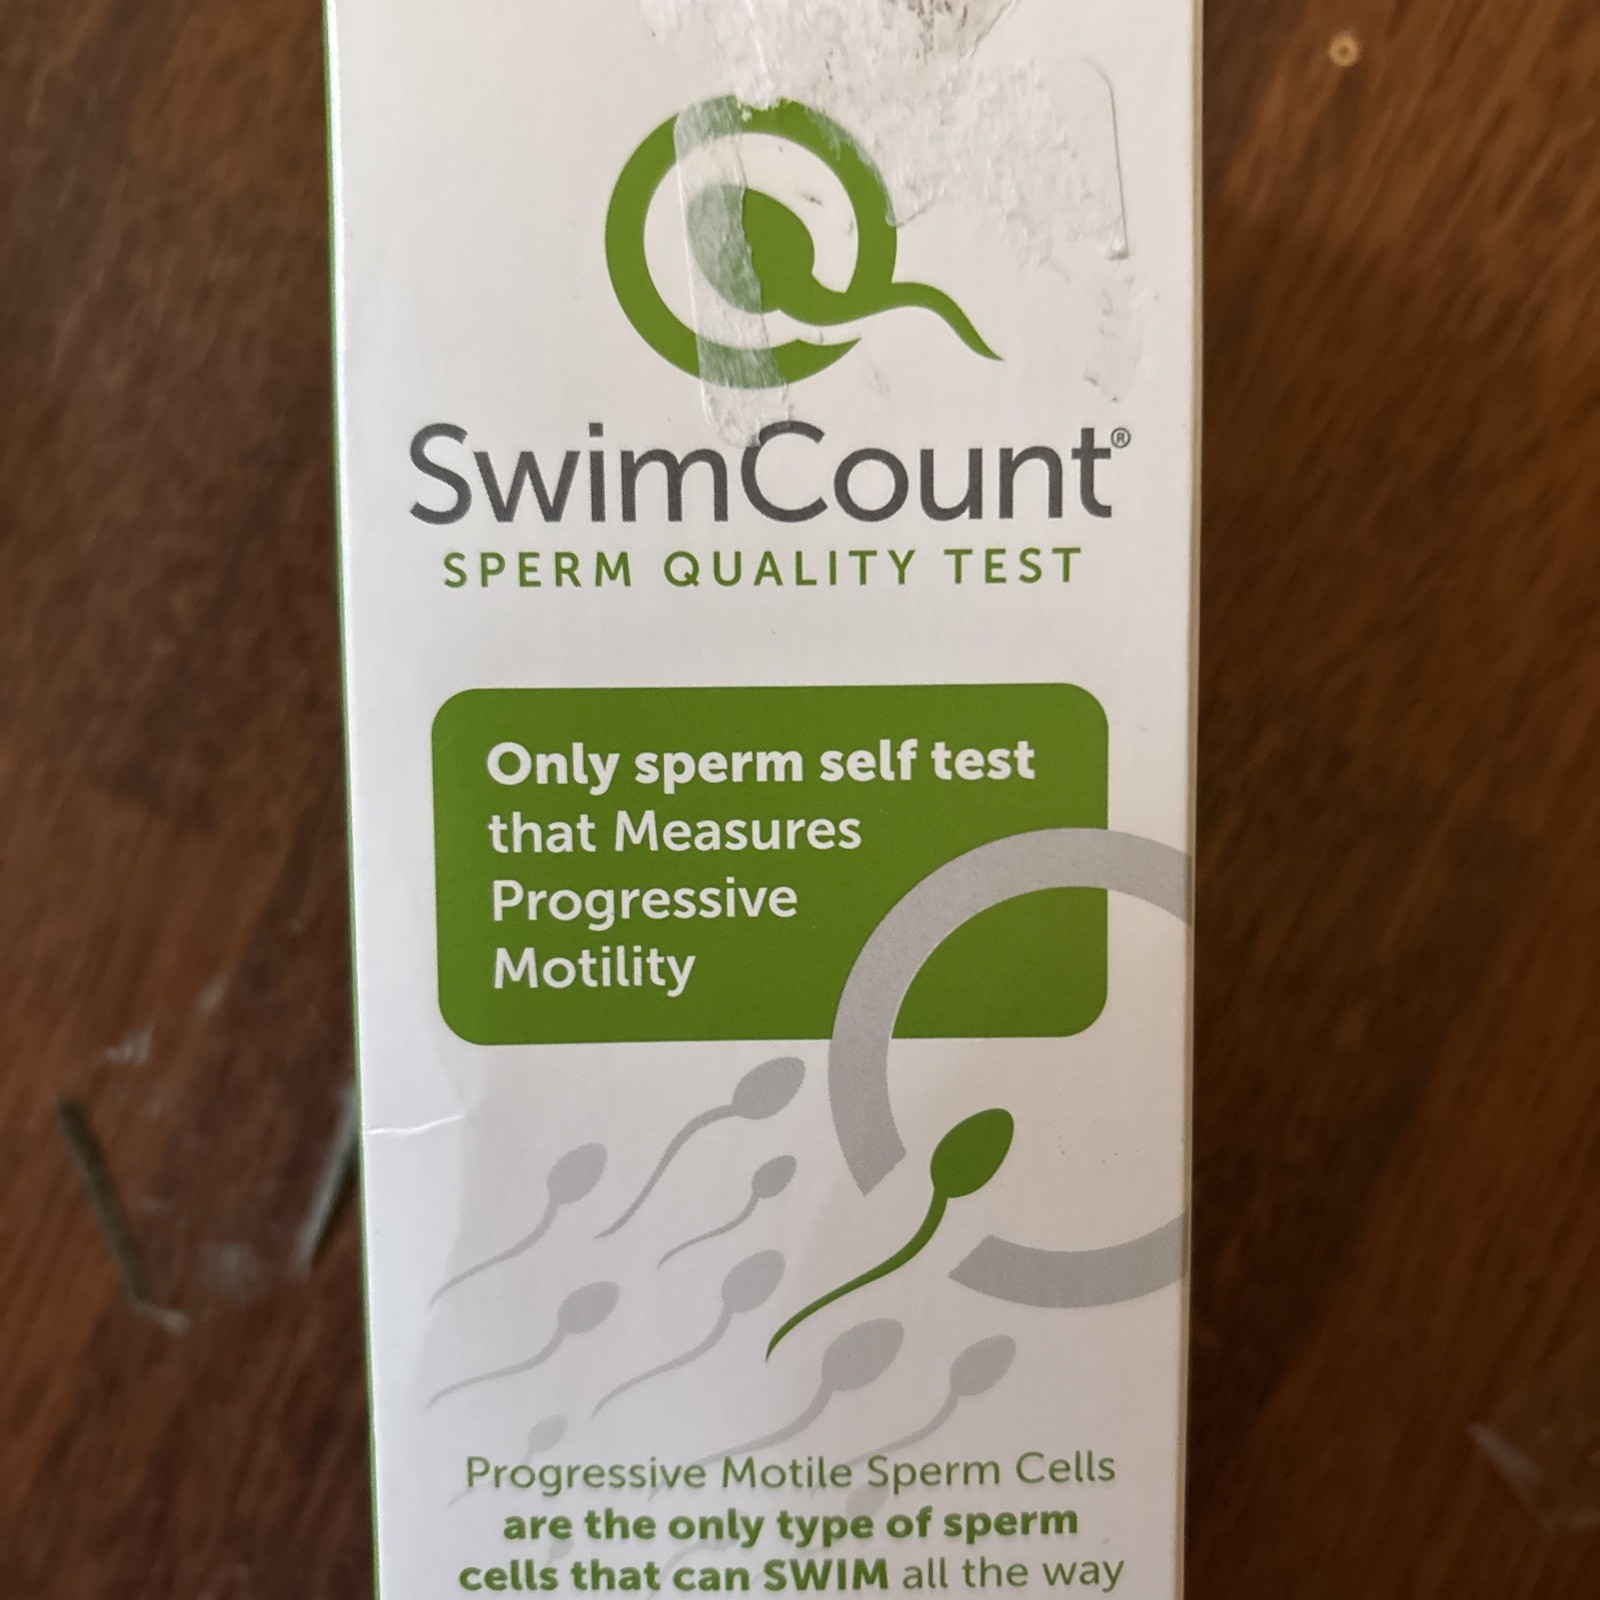 SwimCount®
SPERM QUALITY TEST
Only sperm self test
that Measures
Progressive
Motility
Progressive Motile Sperm Cells
are the only type of sperm
cells that can SWIM all the way